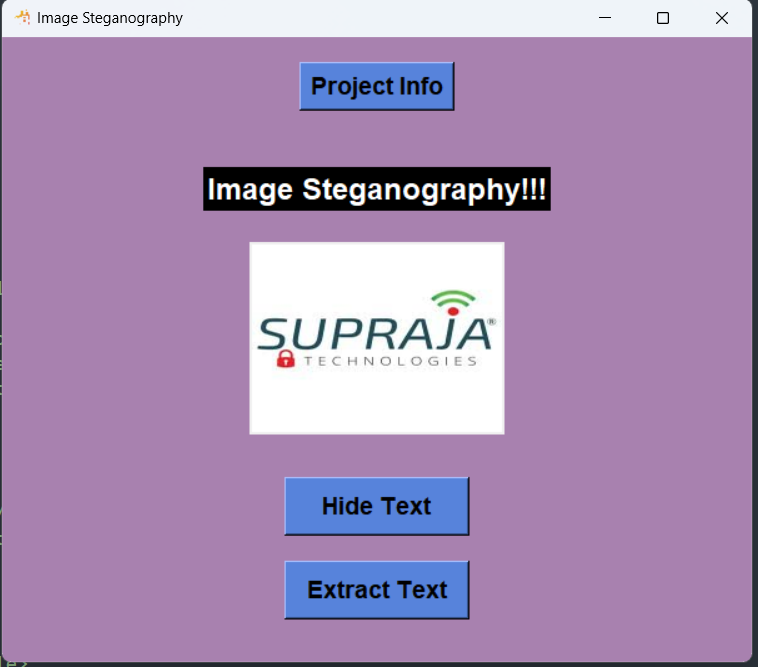 Image Steganography
Project Info
Image Steganography!!!
SUPRAJA®
TECHNOLOGIES
Hide Text
Extract Text